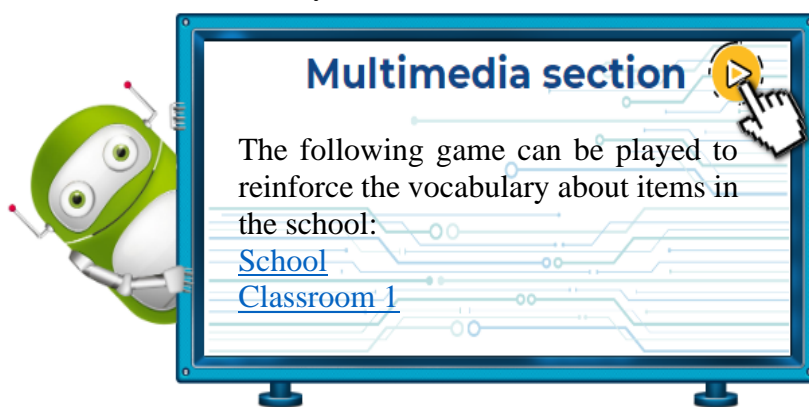 Multimedia section
The following game can be played to
reinforce the vocabulary about items in
the school:
School
Classroom 1